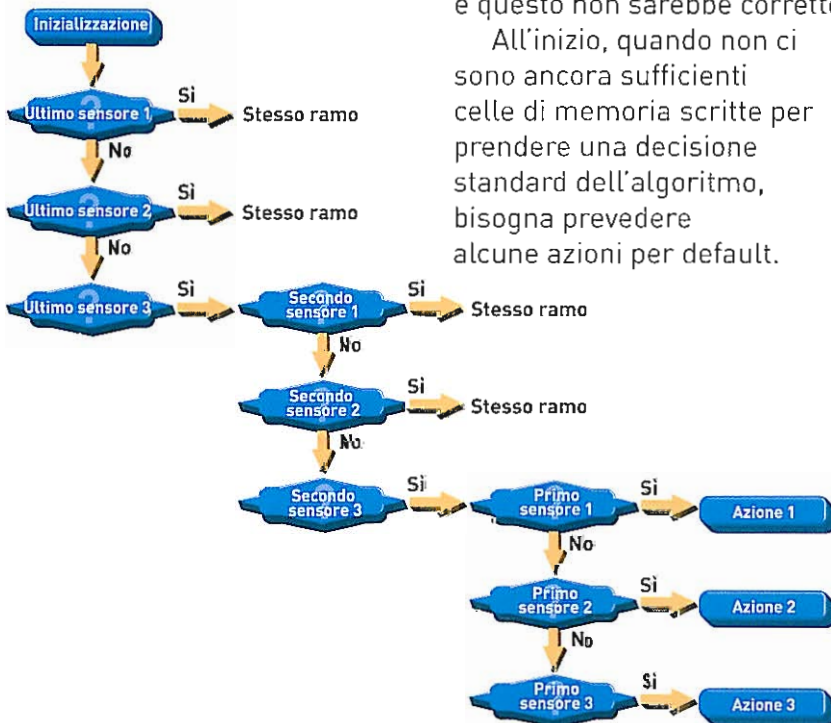 e questo non sarebbe corretto
All'inizio, quando non ci
sono ancora sufficienti
celle di memoria scritte per
prendere una decisione
standard dell'algoritmo,
bisogna prevedere
alcune azioni per default.
Inizializzazione
Ultimo sensore 1
Sì
Stesso ramo
No
Ultimo sensore 2
Sì
Stesso ramo
No
Ultimo sensore 3
Sì
Secondo
sensore 1
Sì
Stesso ramo
No
Secondo
sensore 2
Sì
Stesso ramo
No
Secondo
sensore 3
Sì
Primo
sensore 1
Sì
Azione 1
No
Primo
sensore 2
Sì
Azione 2
No
Primo
sensore 3
Sì
Azione 3